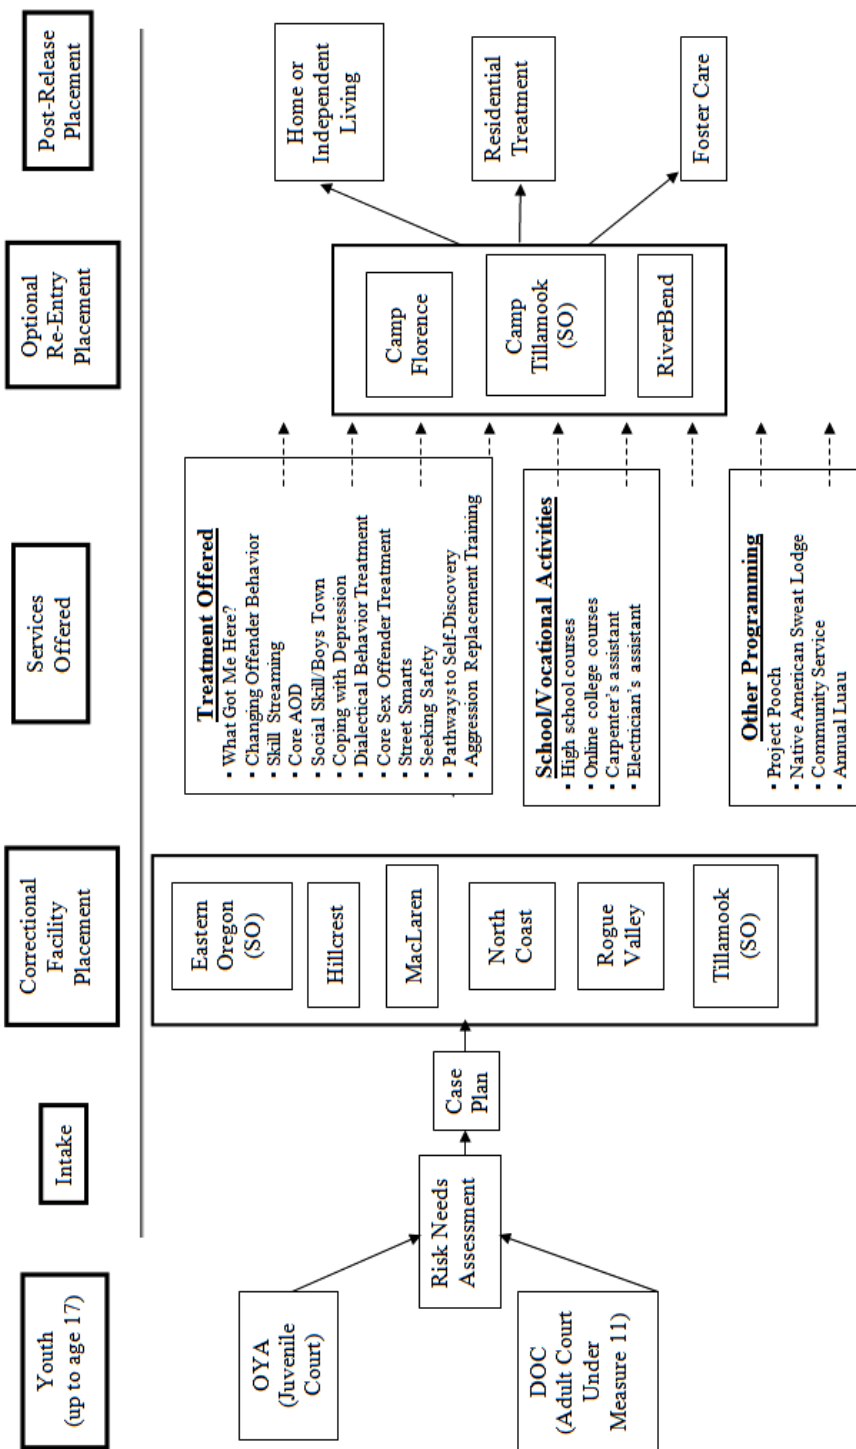 Youth
(up to age 17)
Intake
Correctional
Facility
Placement
Services
Offered
Optional
Re-Entry
Placement
Post-Release
Placement
OYA
(Juvenile
Court)
DOC
(Adult Court
Under
Measure 11)
Risk Needs
Assessment
Case
Plan
Eastern
Oregon
(SO)
Hillcrest
MacLaren
North
Coast
Rogue
Valley
Tillamook
(SO)
Treatment Offered
▪ What Got Me Here?
▪ Changing Offender Behavior
▪ Skill Streaming
▪ Core AOD
▪ Social Skill/Boys Town
▪ Coping with Depression
▪ Dialectical Behavior Treatment
▪ Core Sex Offender Treatment
▪ Street Smarts
▪ Seeking Safety
▪ Pathways to Self-Discovery
▪ Aggression Replacement Training
School/Vocational Activities
▪ High school courses
▪ Online college courses
▪ Carpenter's assistant
▪ Electrician's assistant
Other Programming
▪ Project Pooch
▪ Native American Sweat Lodge
▪ Community Service
▪ Annual Luau
Camp
Florence
Camp
Tillamook
(SO)
RiverBend
Home or
Independent
Living
Residential
Treatment
Foster Care